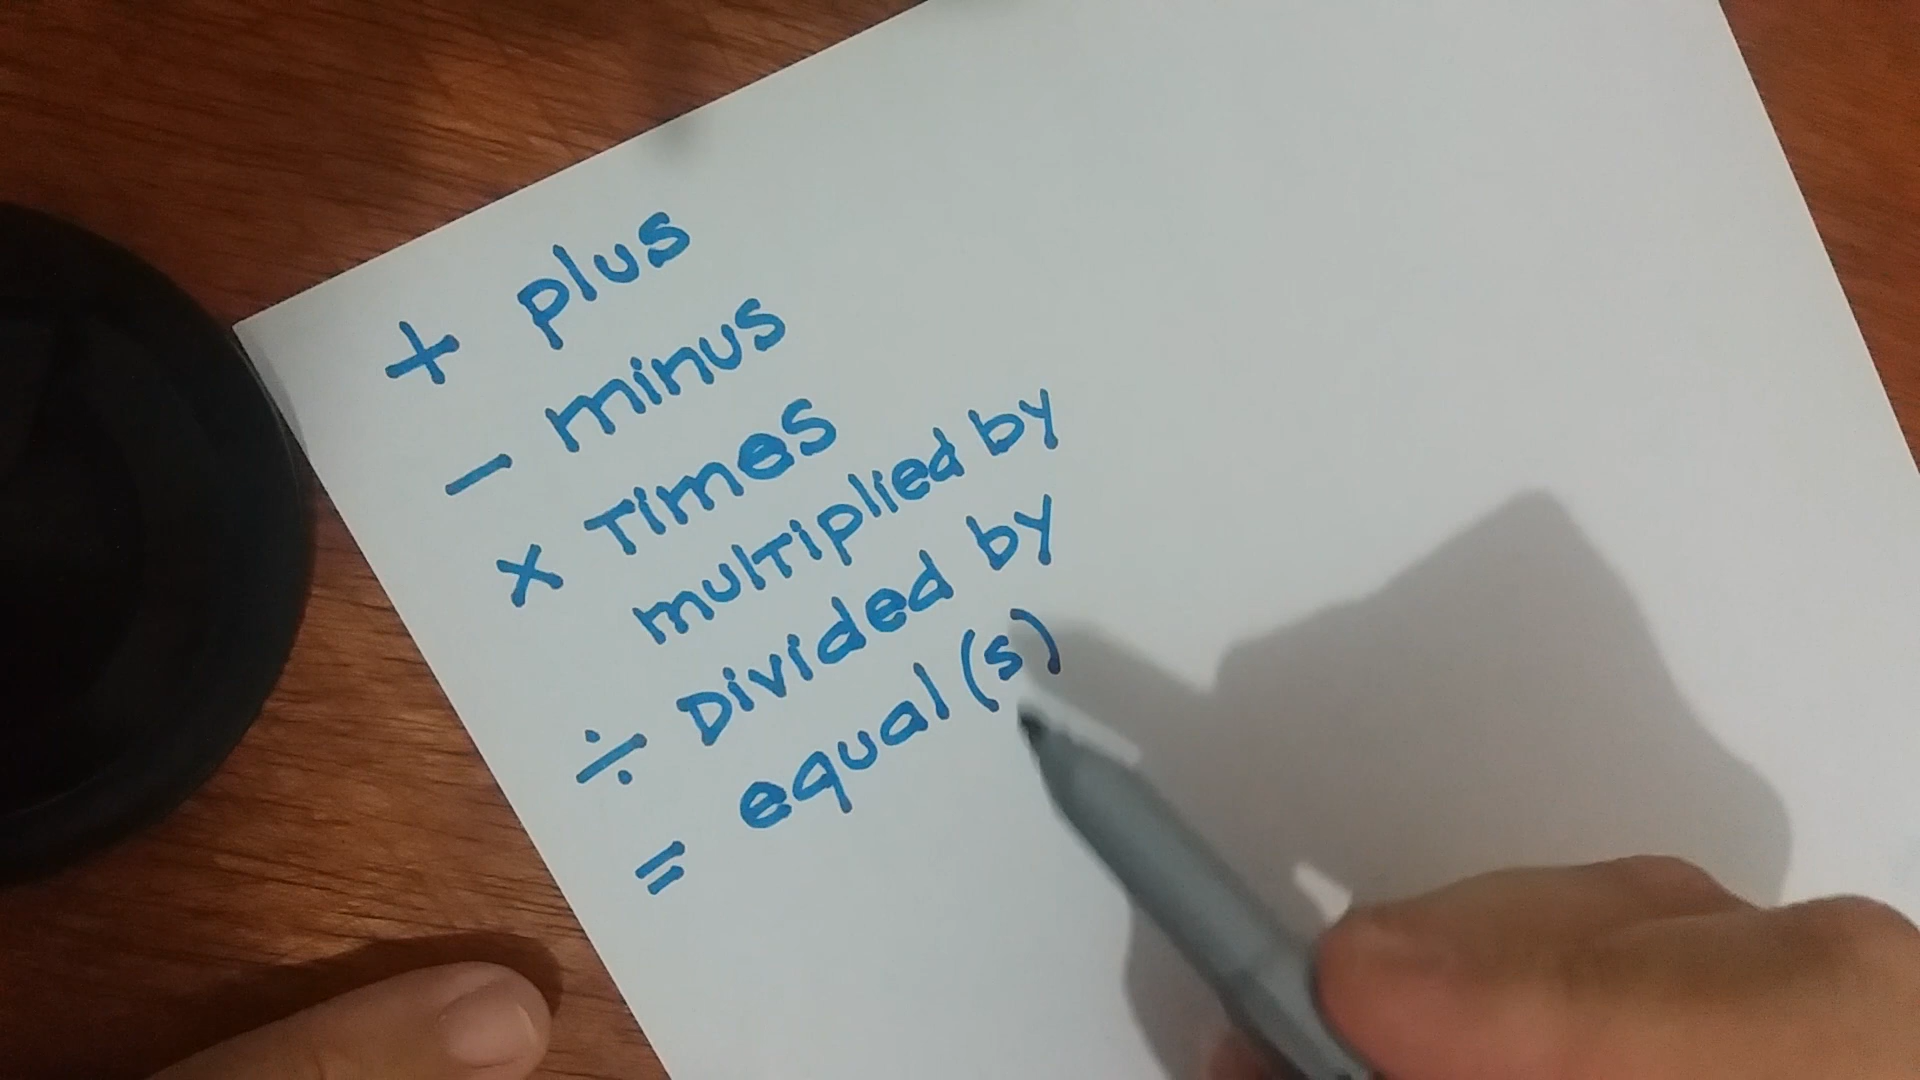 + plus
- minus
× Times
multiplied by
÷ Divided by
= equal(s)